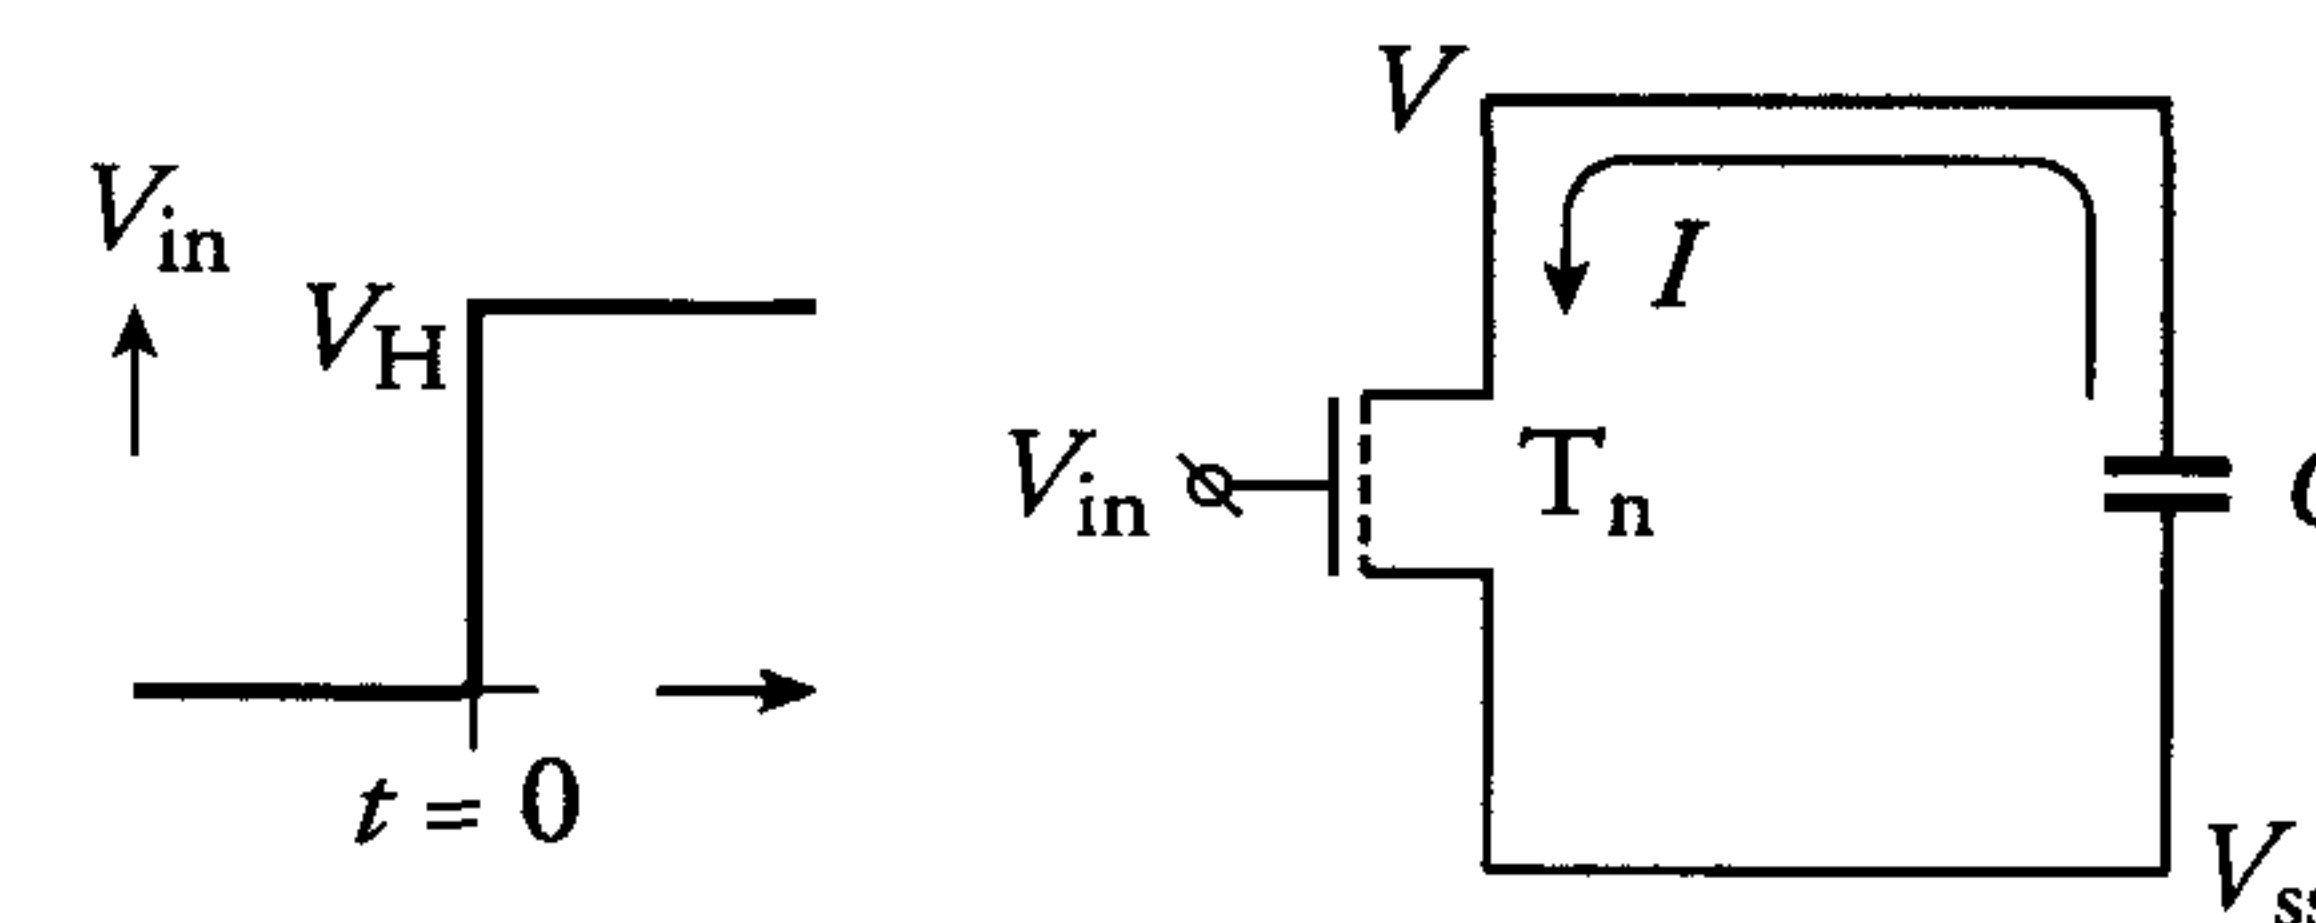 V
V_in
V_H
I
V_in
T_n
t = 0